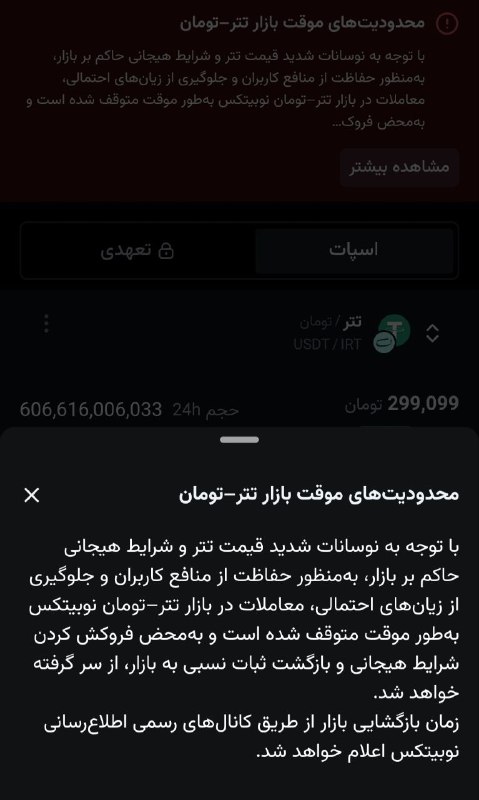 محدودیت‌های موقت بازار تتر–تومان
با توجه به نوسانات شدید قیمت تتر و شرایط هیجانی حاکم بر بازار،
به‌منظور حفاظت از منافع کاربران و جلوگیری از زیان‌های احتمالی،
معاملات در بازار تتر–تومان نوبیتکس به‌طور موقت متوقف شده است و
به‌محض فروک...
مشاهده بیشتر
اسپات
تعهدی
تتر / تومان
USDT / IRT
299,099 تومان
حجم 24h 606,616,006,033
محدودیت‌های موقت بازار تتر–تومان
با توجه به نوسانات شدید قیمت تتر و شرایط هیجانی
حاکم بر بازار، به‌منظور حفاظت از منافع کاربران و جلوگیری
از زیان‌های احتمالی، معاملات در بازار تتر–تومان نوبیتکس
به‌طور موقت متوقف شده است و به‌محض فروکش کردن
شرایط هیجانی و بازگشت ثبات نسبی به بازار، از سر گرفته
خواهد شد.
زمان بازگشایی بازار از طریق کانال‌های رسمی اطلاع‌رسانی
نوبیتکس اعلام خواهد شد.